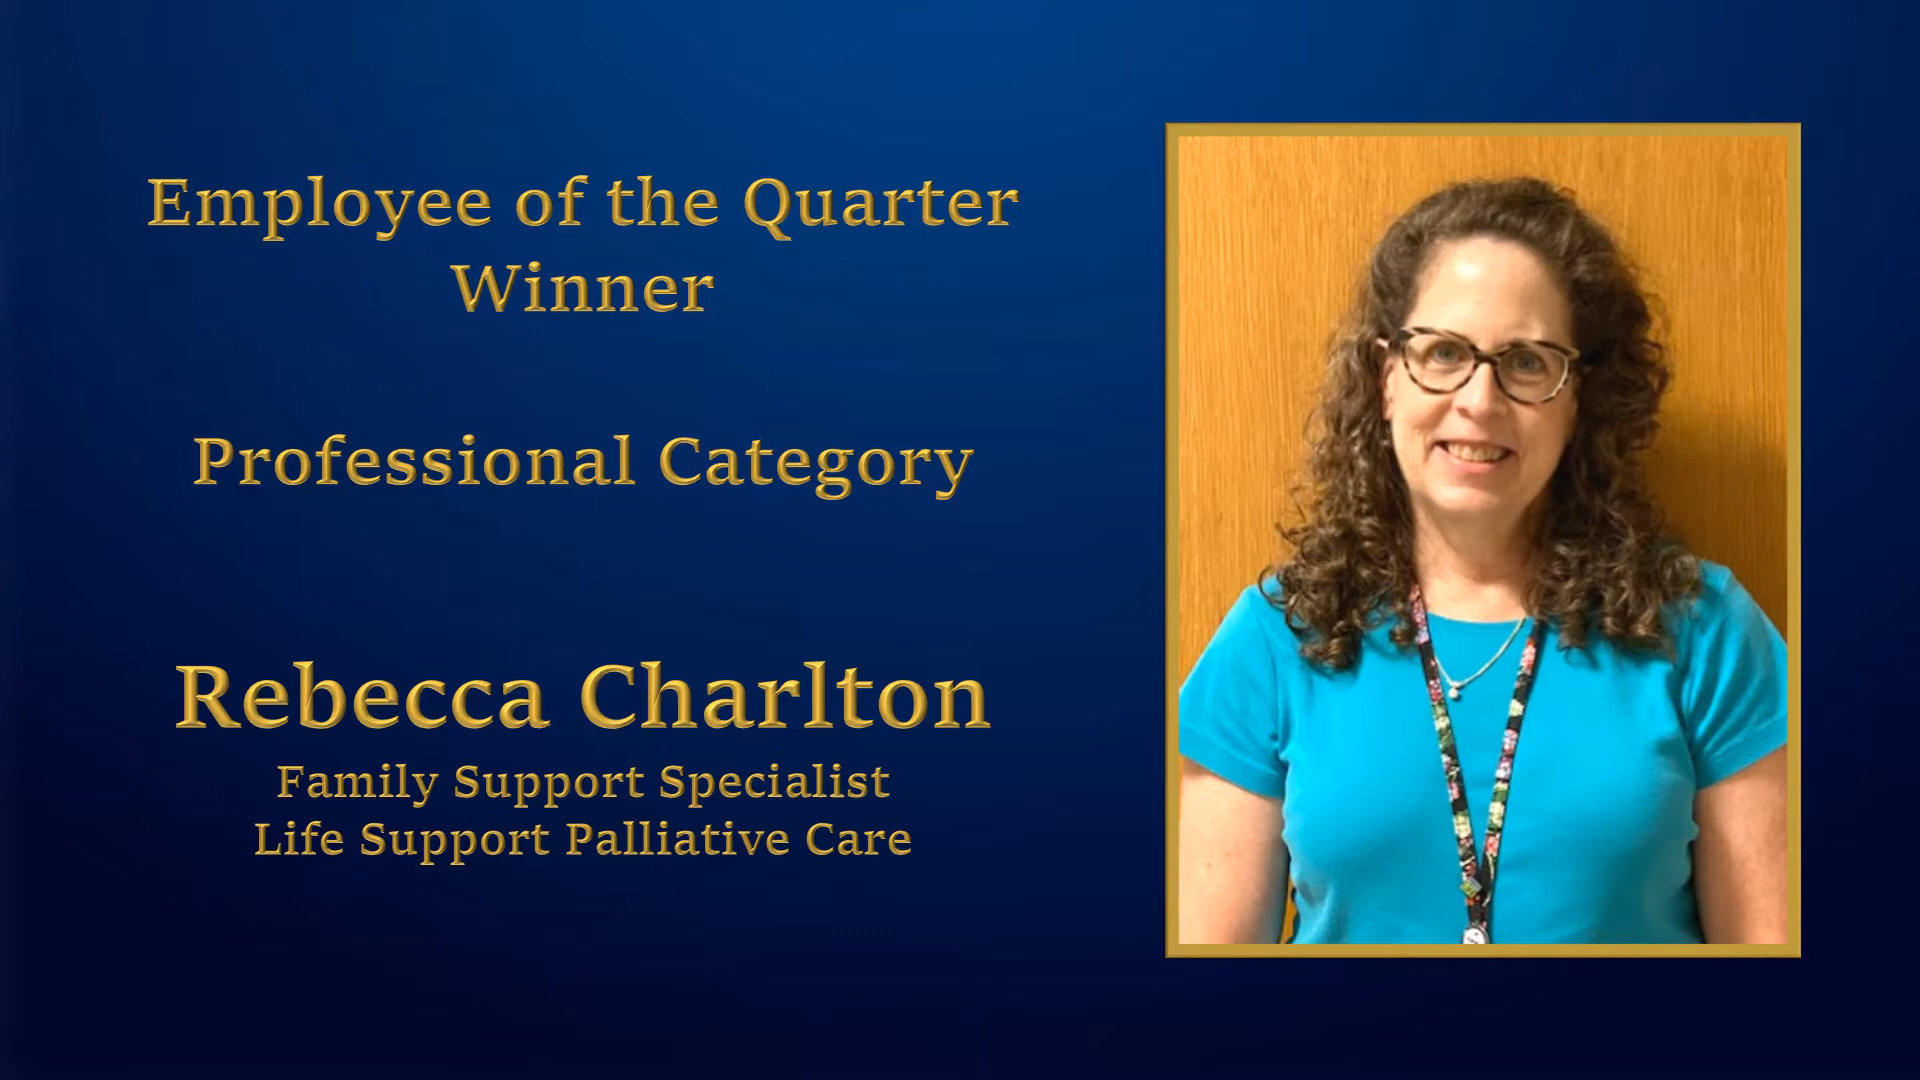 Employee of the Quarter
Winner
Professional Category
Rebecca Charlton
Family Support Specialist
Life Support Palliative Care